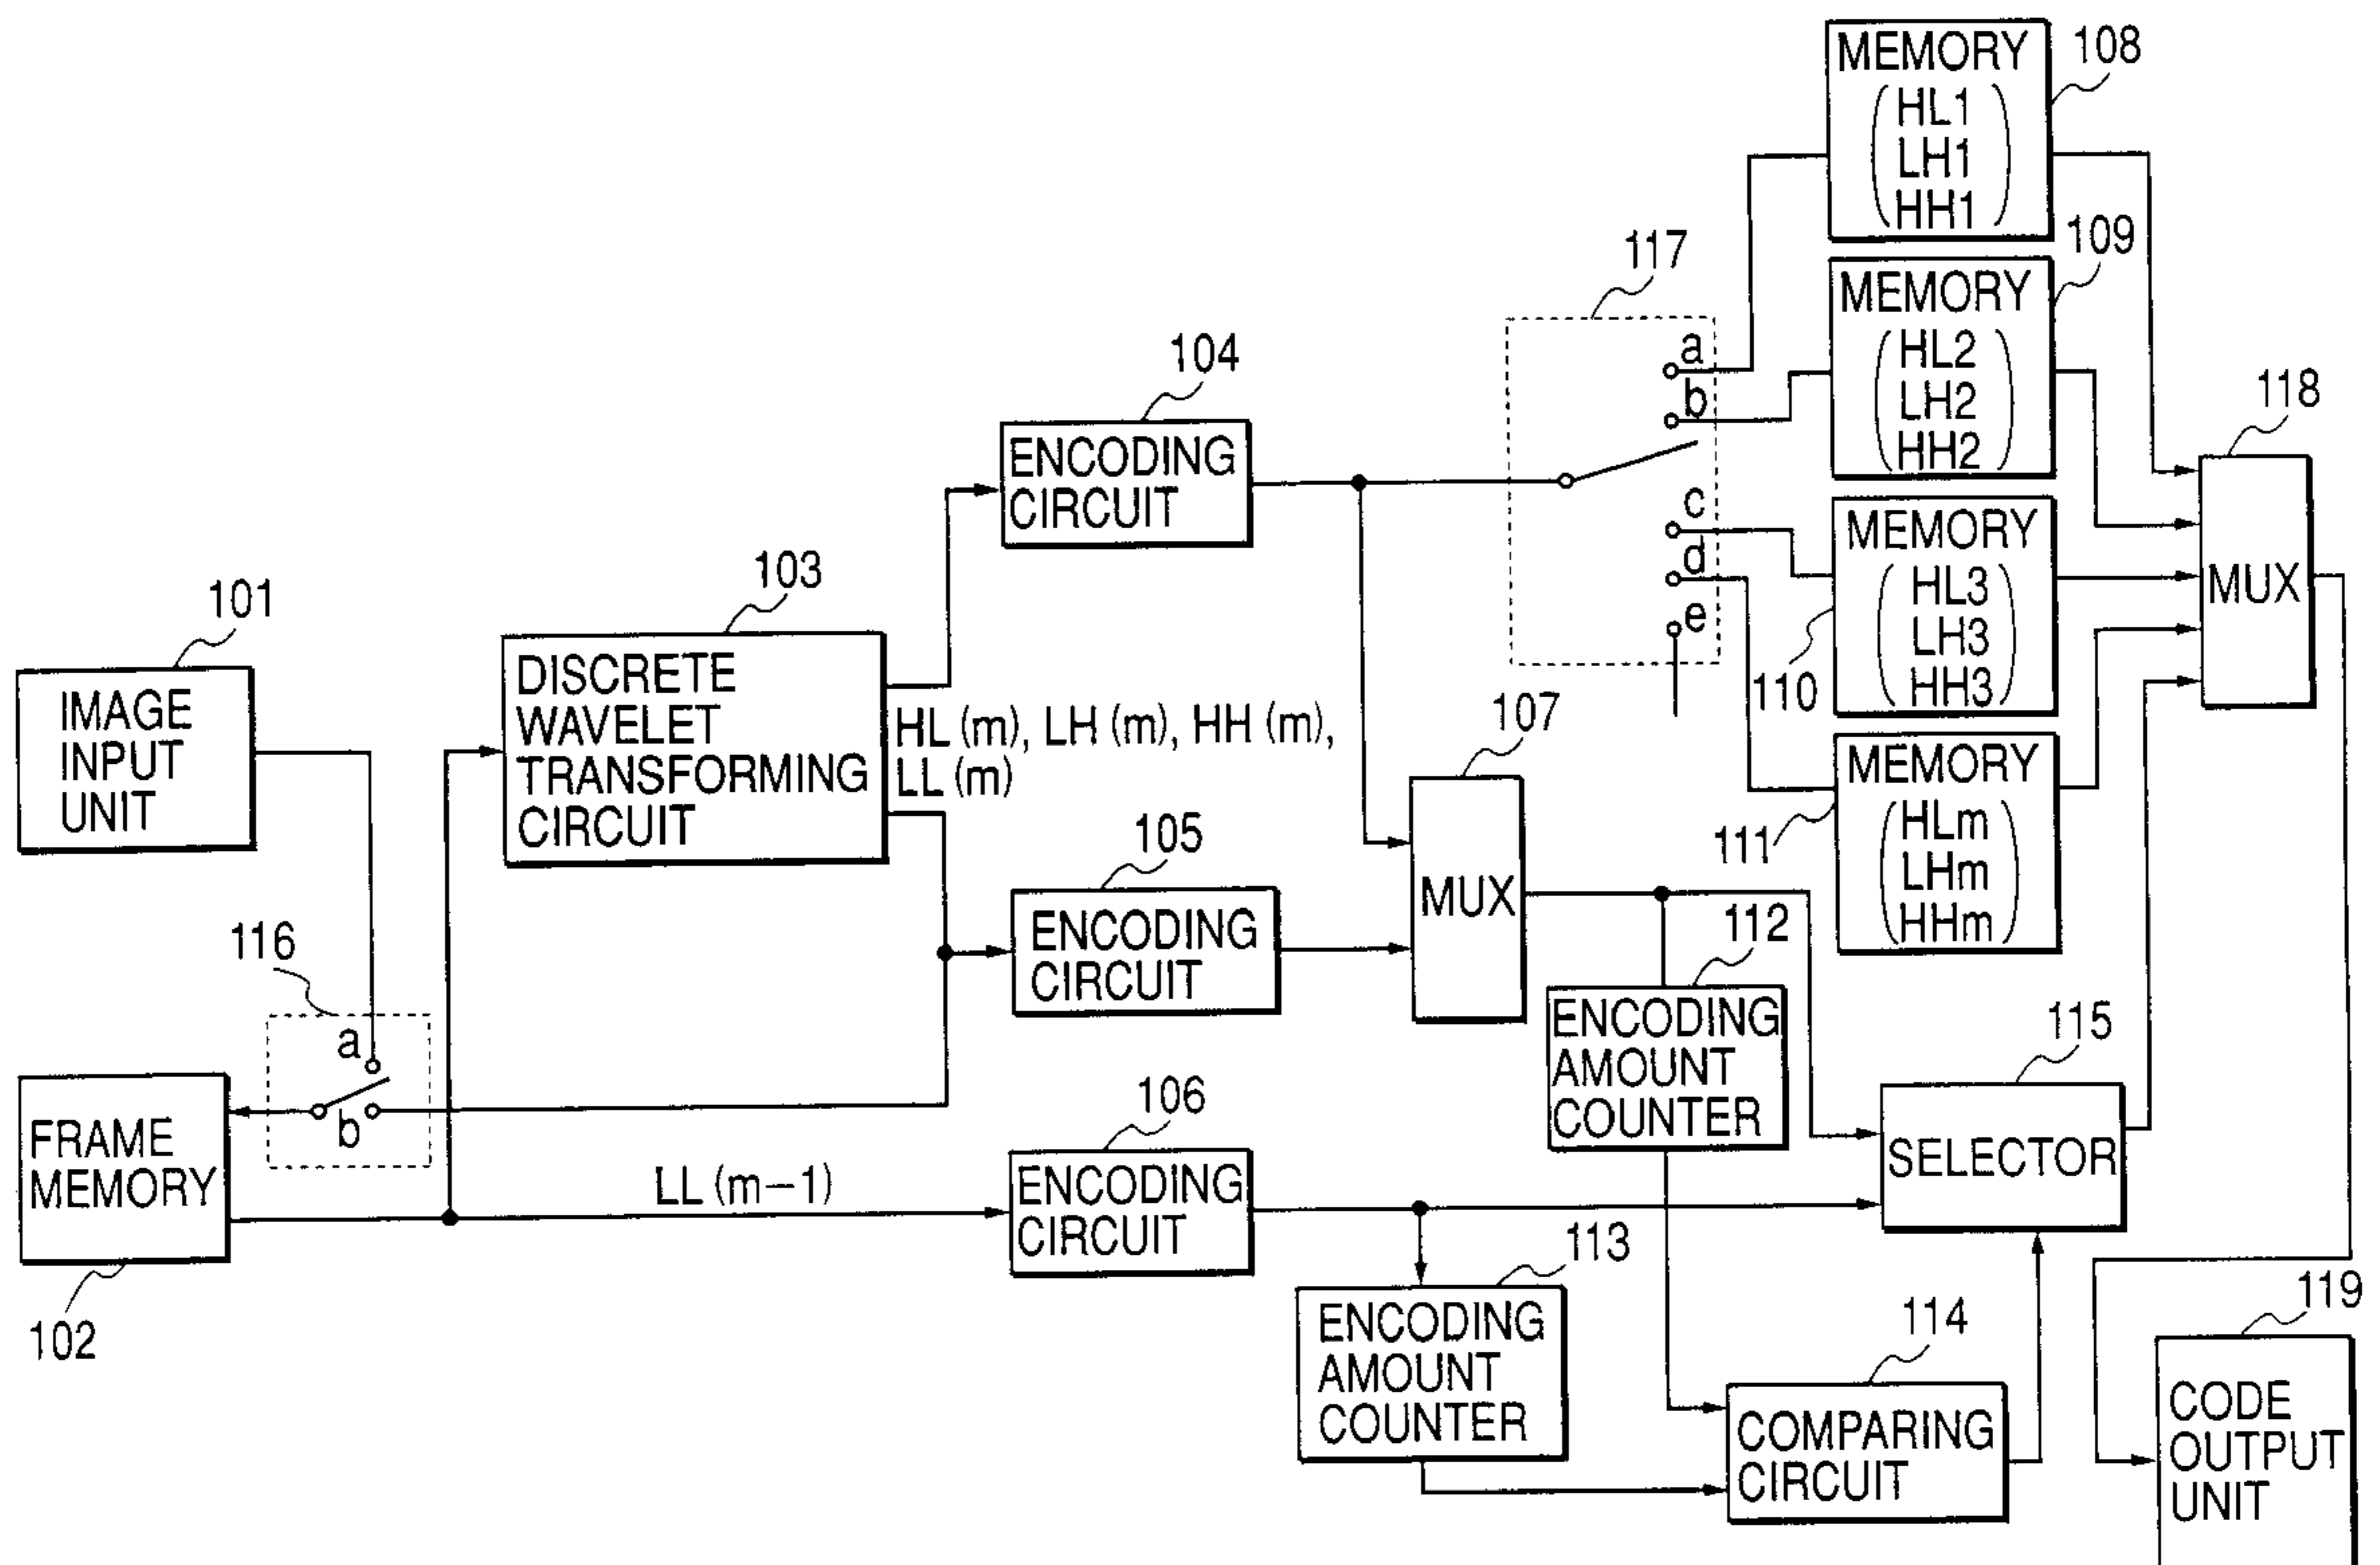 MEMORY
HL1
LH1
HH1
108
MEMORY
HL2
LH2
HH2
109
117
a
b
c
d
e
104
ENCODING
CIRCUIT
118
MUX
MEMORY
HL3
LH3
HH3
110
103
DISCRETE
WAVELET
TRANSFORMING
CIRCUIT
HL (m), LH (m), HH (m),
LL (m)
101
IMAGE
INPUT
UNIT
107
MUX
MEMORY
HLm
LHm
HHm
111
105
ENCODING
CIRCUIT
112
ENCODING
AMOUNT
COUNTER
116
a
b
115
SELECTOR
FRAME
MEMORY
102
LL (m-1)
106
ENCODING
CIRCUIT
113
ENCODING
AMOUNT
COUNTER
114
COMPARING
CIRCUIT
119
CODE
OUTPUT
UNIT